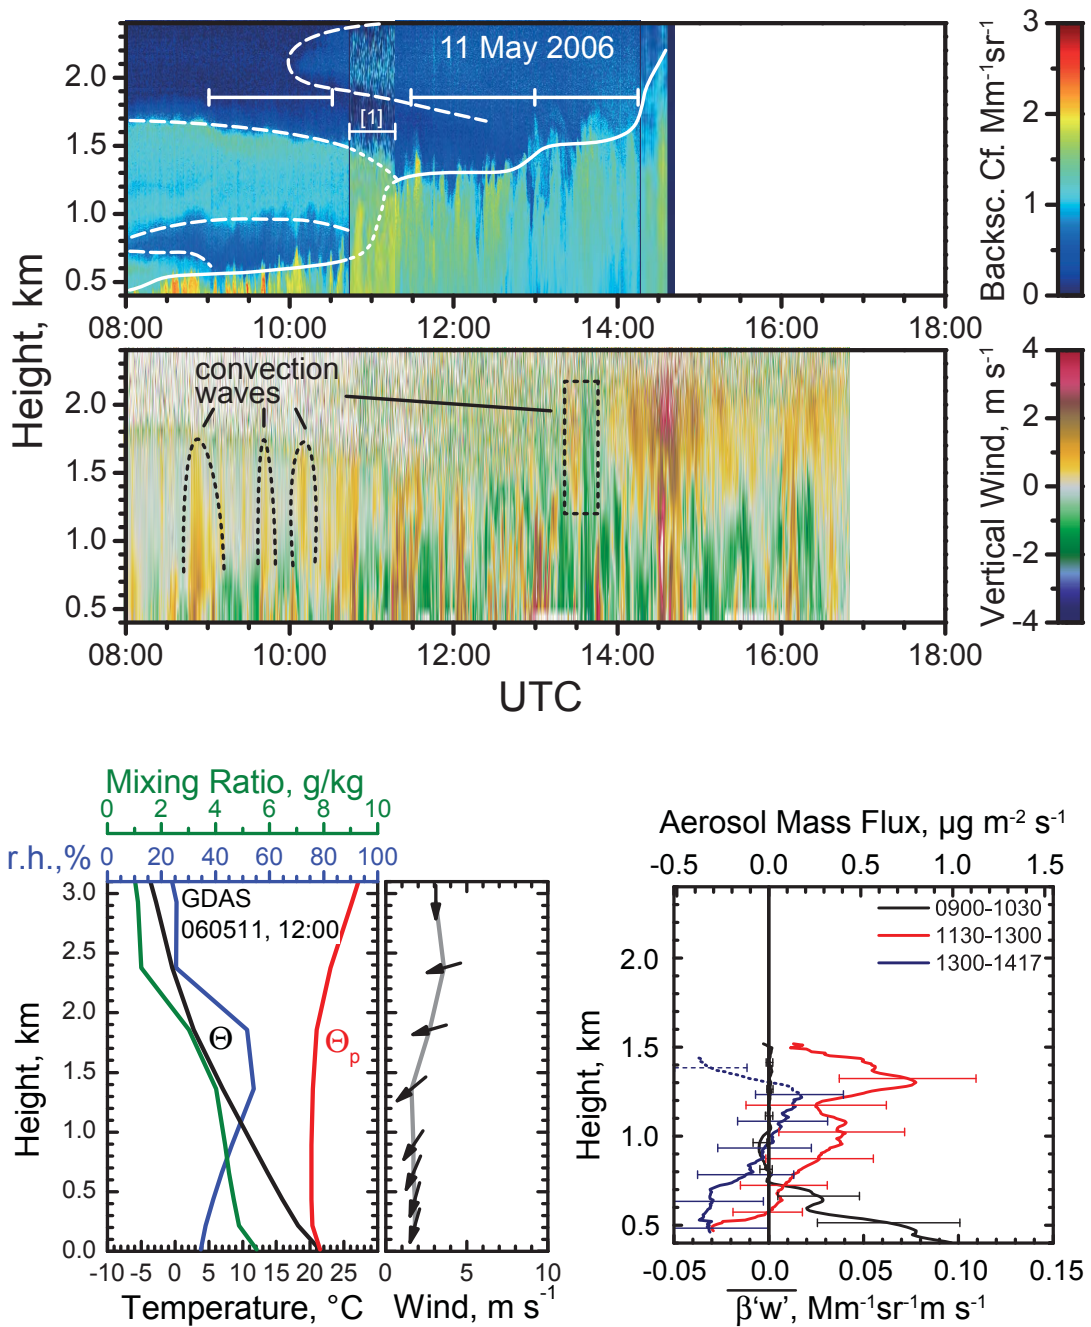 11 May 2006
[1]
2.0
1.5
1.0
0.5
08:00 10:00 12:00 14:00 16:00 18:00
3
2
1
0
Backsc. Cf. Mm⁻¹sr⁻¹
Height, km
convection
waves
2.0
1.5
1.0
0.5
08:00 10:00 12:00 14:00 16:00 18:00
UTC
4
2
0
-2
-4
Vertical Wind, m s⁻¹
Mixing Ratio, g/kg
0 2 4 6 8 10
r.h.,% 0 20 40 60 80 100
GDAS
060511, 12:00
Θ
Θp
3.0
2.5
2.0
1.5
1.0
0.5
0.0
Height, km
-10 -5 0 5 10 15 20 25
Temperature, °C
0 5 10
Wind, m s⁻¹
Aerosol Mass Flux, µg m⁻² s⁻¹
-0.5 0.0 0.5 1.0 1.5
0900-1030
1130-1300
1300-1417
2.0
1.5
1.0
0.5
Height, km
-0.05 0.0 0.05 0.10 0.15
β‘w’, Mm⁻¹sr⁻¹m s⁻¹